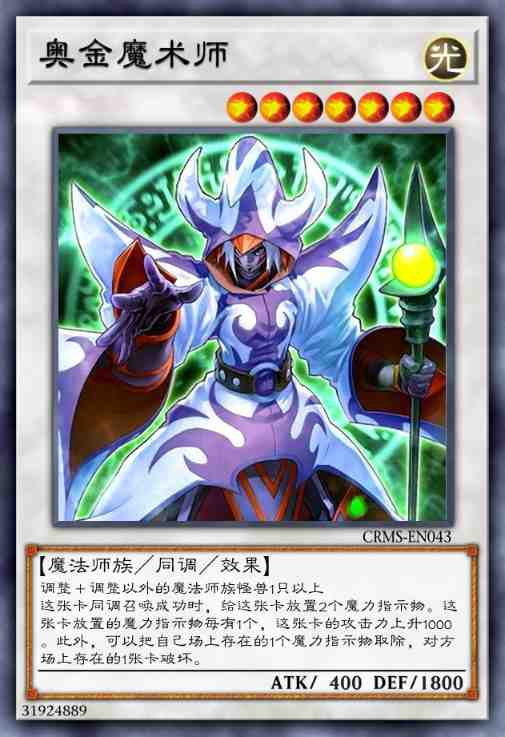 奥金魔术师
光
CRMS-EN043
【魔法师族／同调／效果】
调整＋调整以外的魔法师族怪兽1只以上
这张卡同调召唤成功时，给这张卡放置2个魔力指示物。这
张卡放置的魔力指示物每有1个，这张卡的攻击力上升1000
。此外，可以把自己场上存在的1个魔力指示物取除，对方
场上存在的1张卡破坏。
ATK/ 400 DEF/1800
31924889